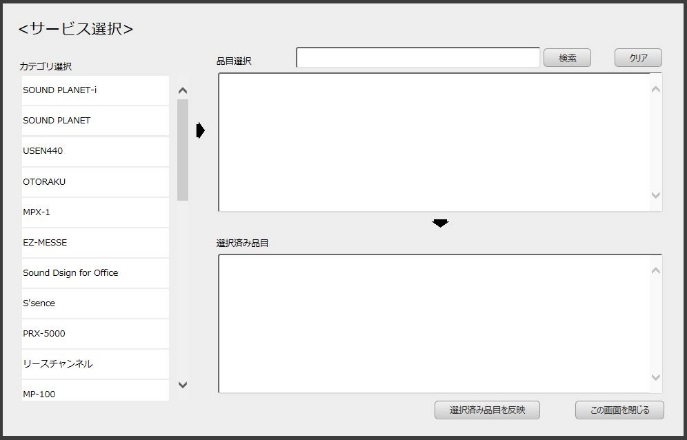 <サービス選択>
カテゴリ選択
SOUND PLANET-i
SOUND PLANET
USEN440
OTORAKU
MPX-1
EZ-MESSE
Sound Dsign for Office
S'sence
PRX-5000
リースチャンネル
MP-100
品目選択
検索
クリア
選択済み品目
選択済み品目を反映
この画面を閉じる